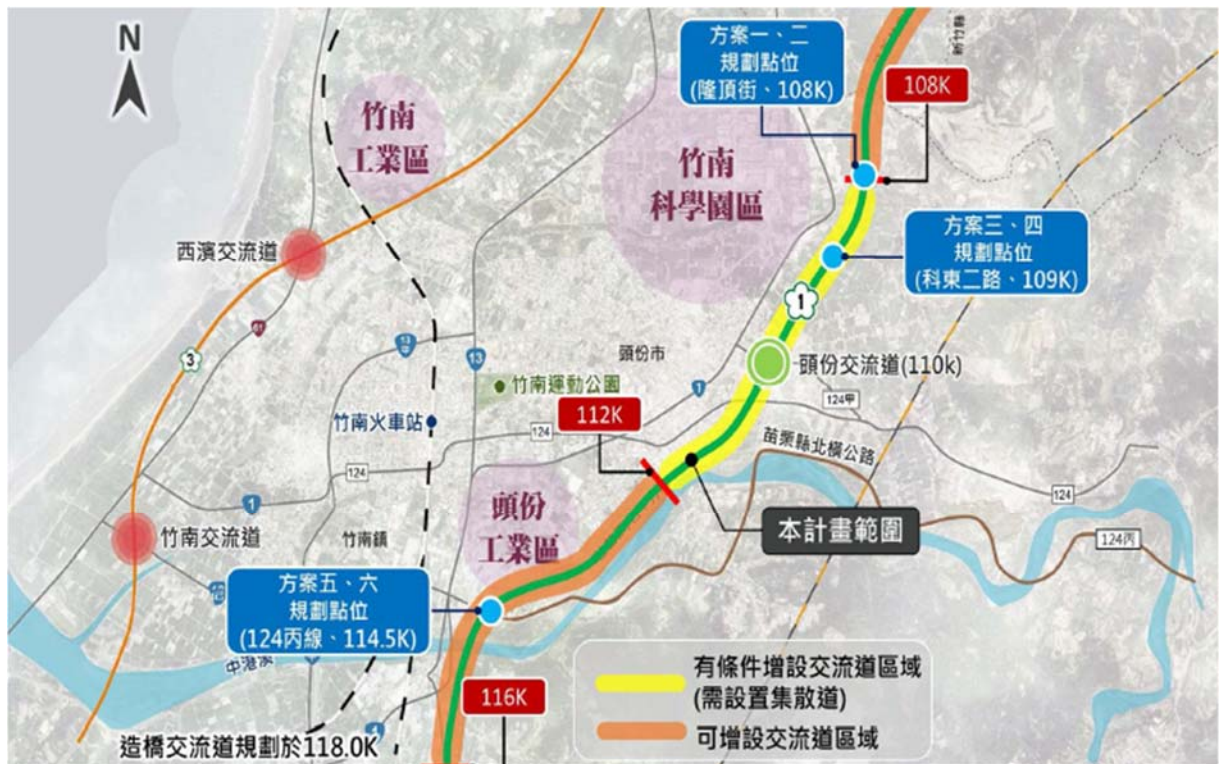 N
方案一、二
規劃點位
(隆頂街、108K)
108K
新竹縣
竹南
工業區
竹南
科學園區
西濱交流道
方案三、四
規劃點位
(科東二路、109K)
61
3
13
1
頭份市
頭份交流道(110k)
竹南運動公園
1
124甲
112K
竹南火車站
124
苗栗縣北橫公路
124
124
1
頭份
工業區
本計畫範圍
竹南交流道
竹南鎮
124丙
方案五、六
規劃點位
(124丙線、114.5K)
中港溪
有條件增設交流道區域
(需設置集散道)
116K
可增設交流道區域
造橋交流道規劃於118.0K